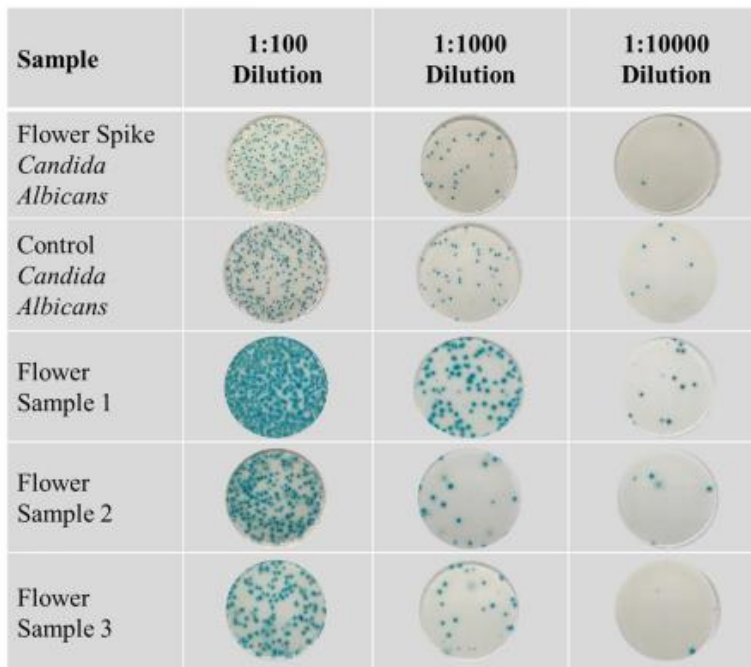 Sample
1:100
Dilution
1:1000
Dilution
1:10000
Dilution
Flower Spike
Candida
Albicans
Control
Candida
Albicans
Flower
Sample 1
Flower
Sample 2
Flower
Sample 3